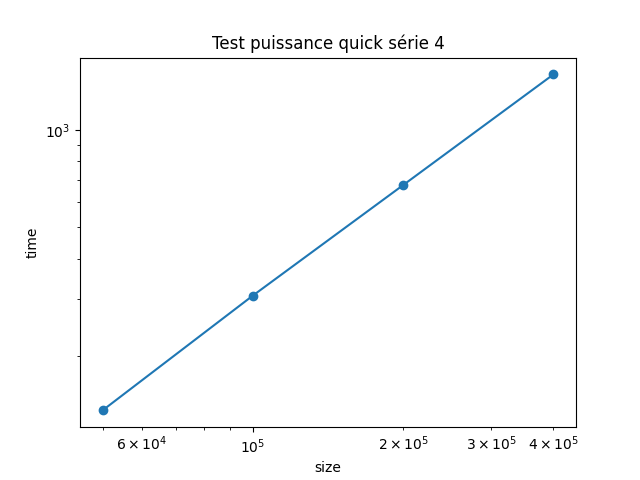 Test puissance quick série 4
10³
time
6 × 10⁴
10⁵
2 × 10⁵
3 × 10⁵
4 × 10⁵
size